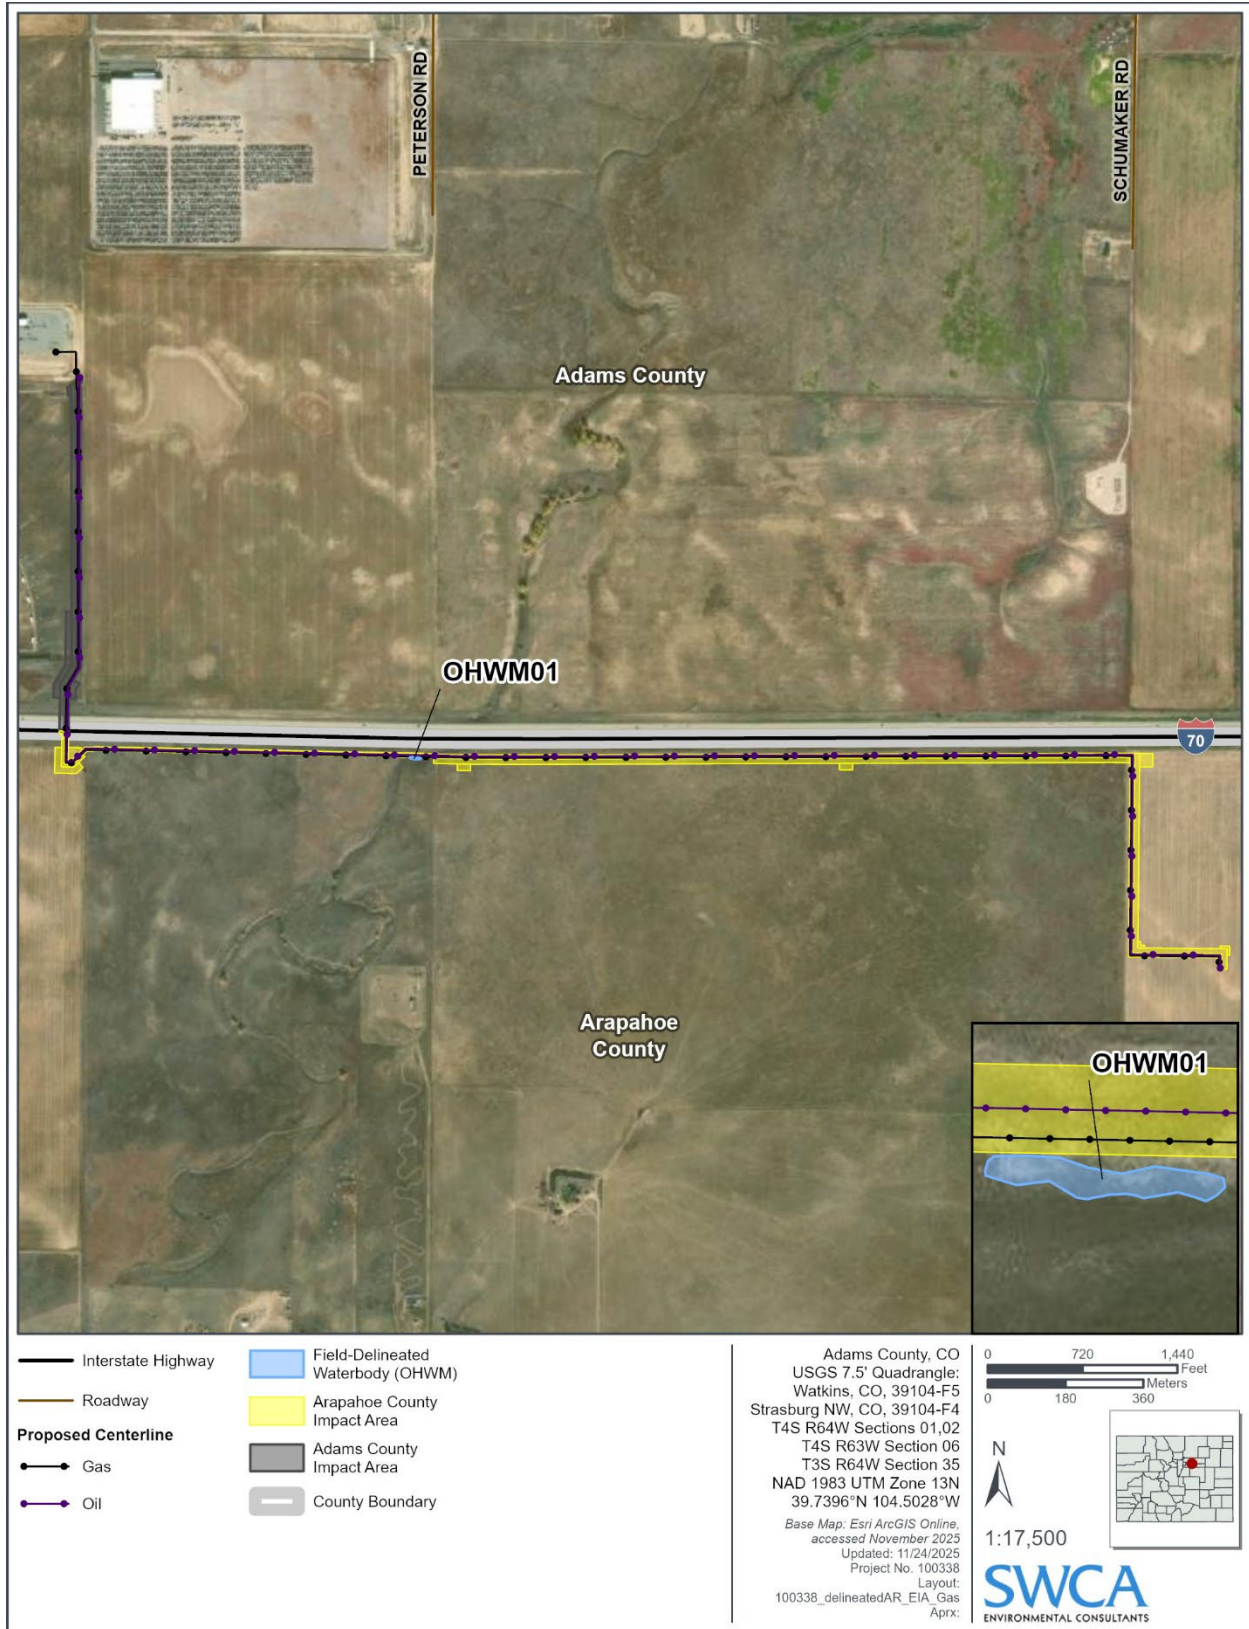 PETERSON RD
SCHUMAKER RD
Adams County
OHWM01
70
Arapahoe
County
OHWM01
Interstate Highway
Roadway
Proposed Centerline
Gas
Oil
Field-Delineated
Waterbody (OHWM)
Arapahoe County
Impact Area
Adams County
Impact Area
County Boundary
Adams County, CO
USGS 7.5' Quadrangle:
Watkins, CO, 39104-F5
Strasburg NW, CO, 39104-F4
T4S R64W Sections 01,02
T4S R63W Section 06
T3S R64W Section 35
NAD 1983 UTM Zone 13N
39.7396°N 104.5028°W
Base Map: Esri ArcGIS Online,
accessed November 2025
Updated: 11/24/2025
Project No. 100338
Layout:
100338_delineatedAR_EIA_Gas
Aprx:
0 720 1,440
Feet
Meters
0 180 360
N
1:17,500
SWCA
ENVIRONMENTAL CONSULTANTS